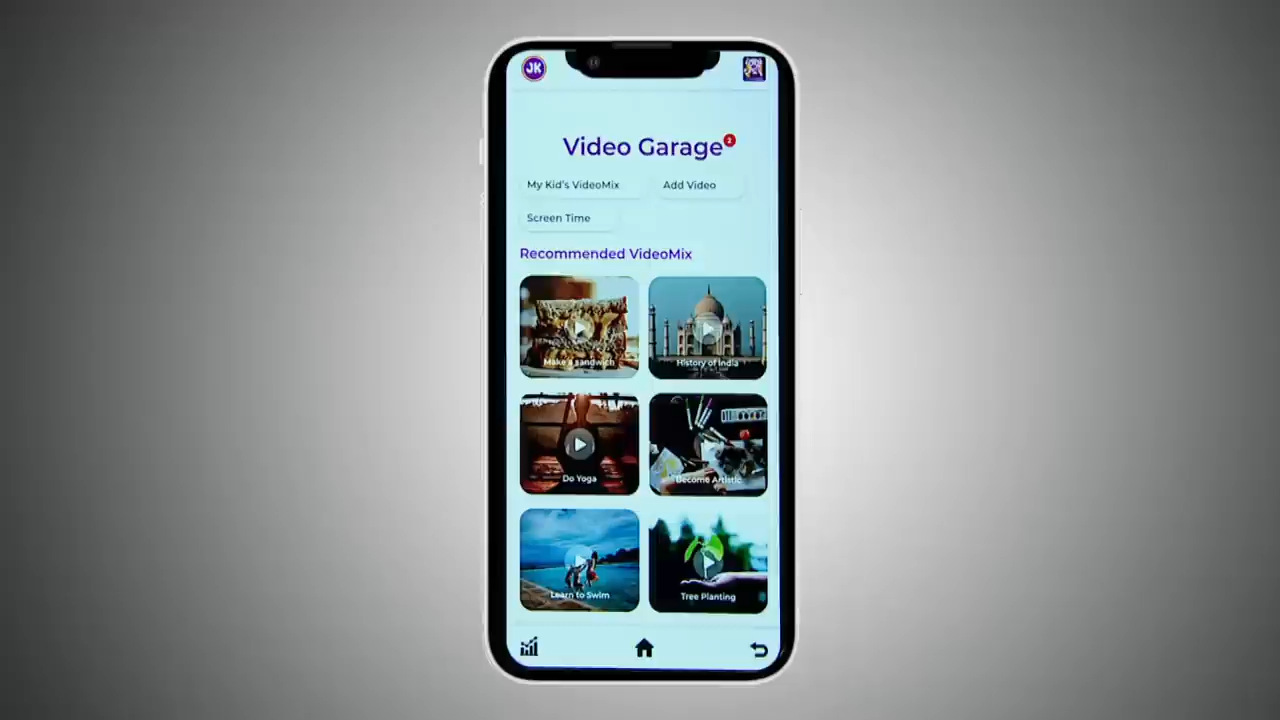 JK
Video Garage 2
My Kid's VideoMix
Add Video
Screen Time
Recommended VideoMix
Make a sandwich
History of India
Do Yoga
Become Artistic
Learn to Swim
Tree Planting